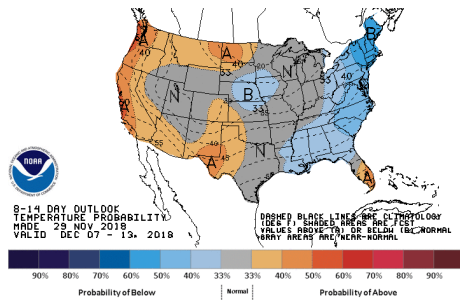 B
A
A
40
33
40
N
33
40
N
B
33
A
40
55
A
45
N
A
NOAA
8-14 DAY OUTLOOK
TEMPERATURE PROBABILITY
MADE 29 NOV 2018
VALID DEC 07 - 13, 2018
DASHED BLACK LINES ARE CLIMATOLOGY
(DEG F) SHADED AREAS ARE FCST
VALUES ABOVE (A) OR BELOW (B) NORMAL
GRAY AREAS ARE NEAR-NORMAL
90% 80% 70% 60% 50% 40% 33% 33% 40% 50% 60% 70% 80% 90%
Probability of Below Normal Probability of Above